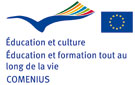 Éducation et culture
Éducation et formation tout au
long de la vie
COMENIUS